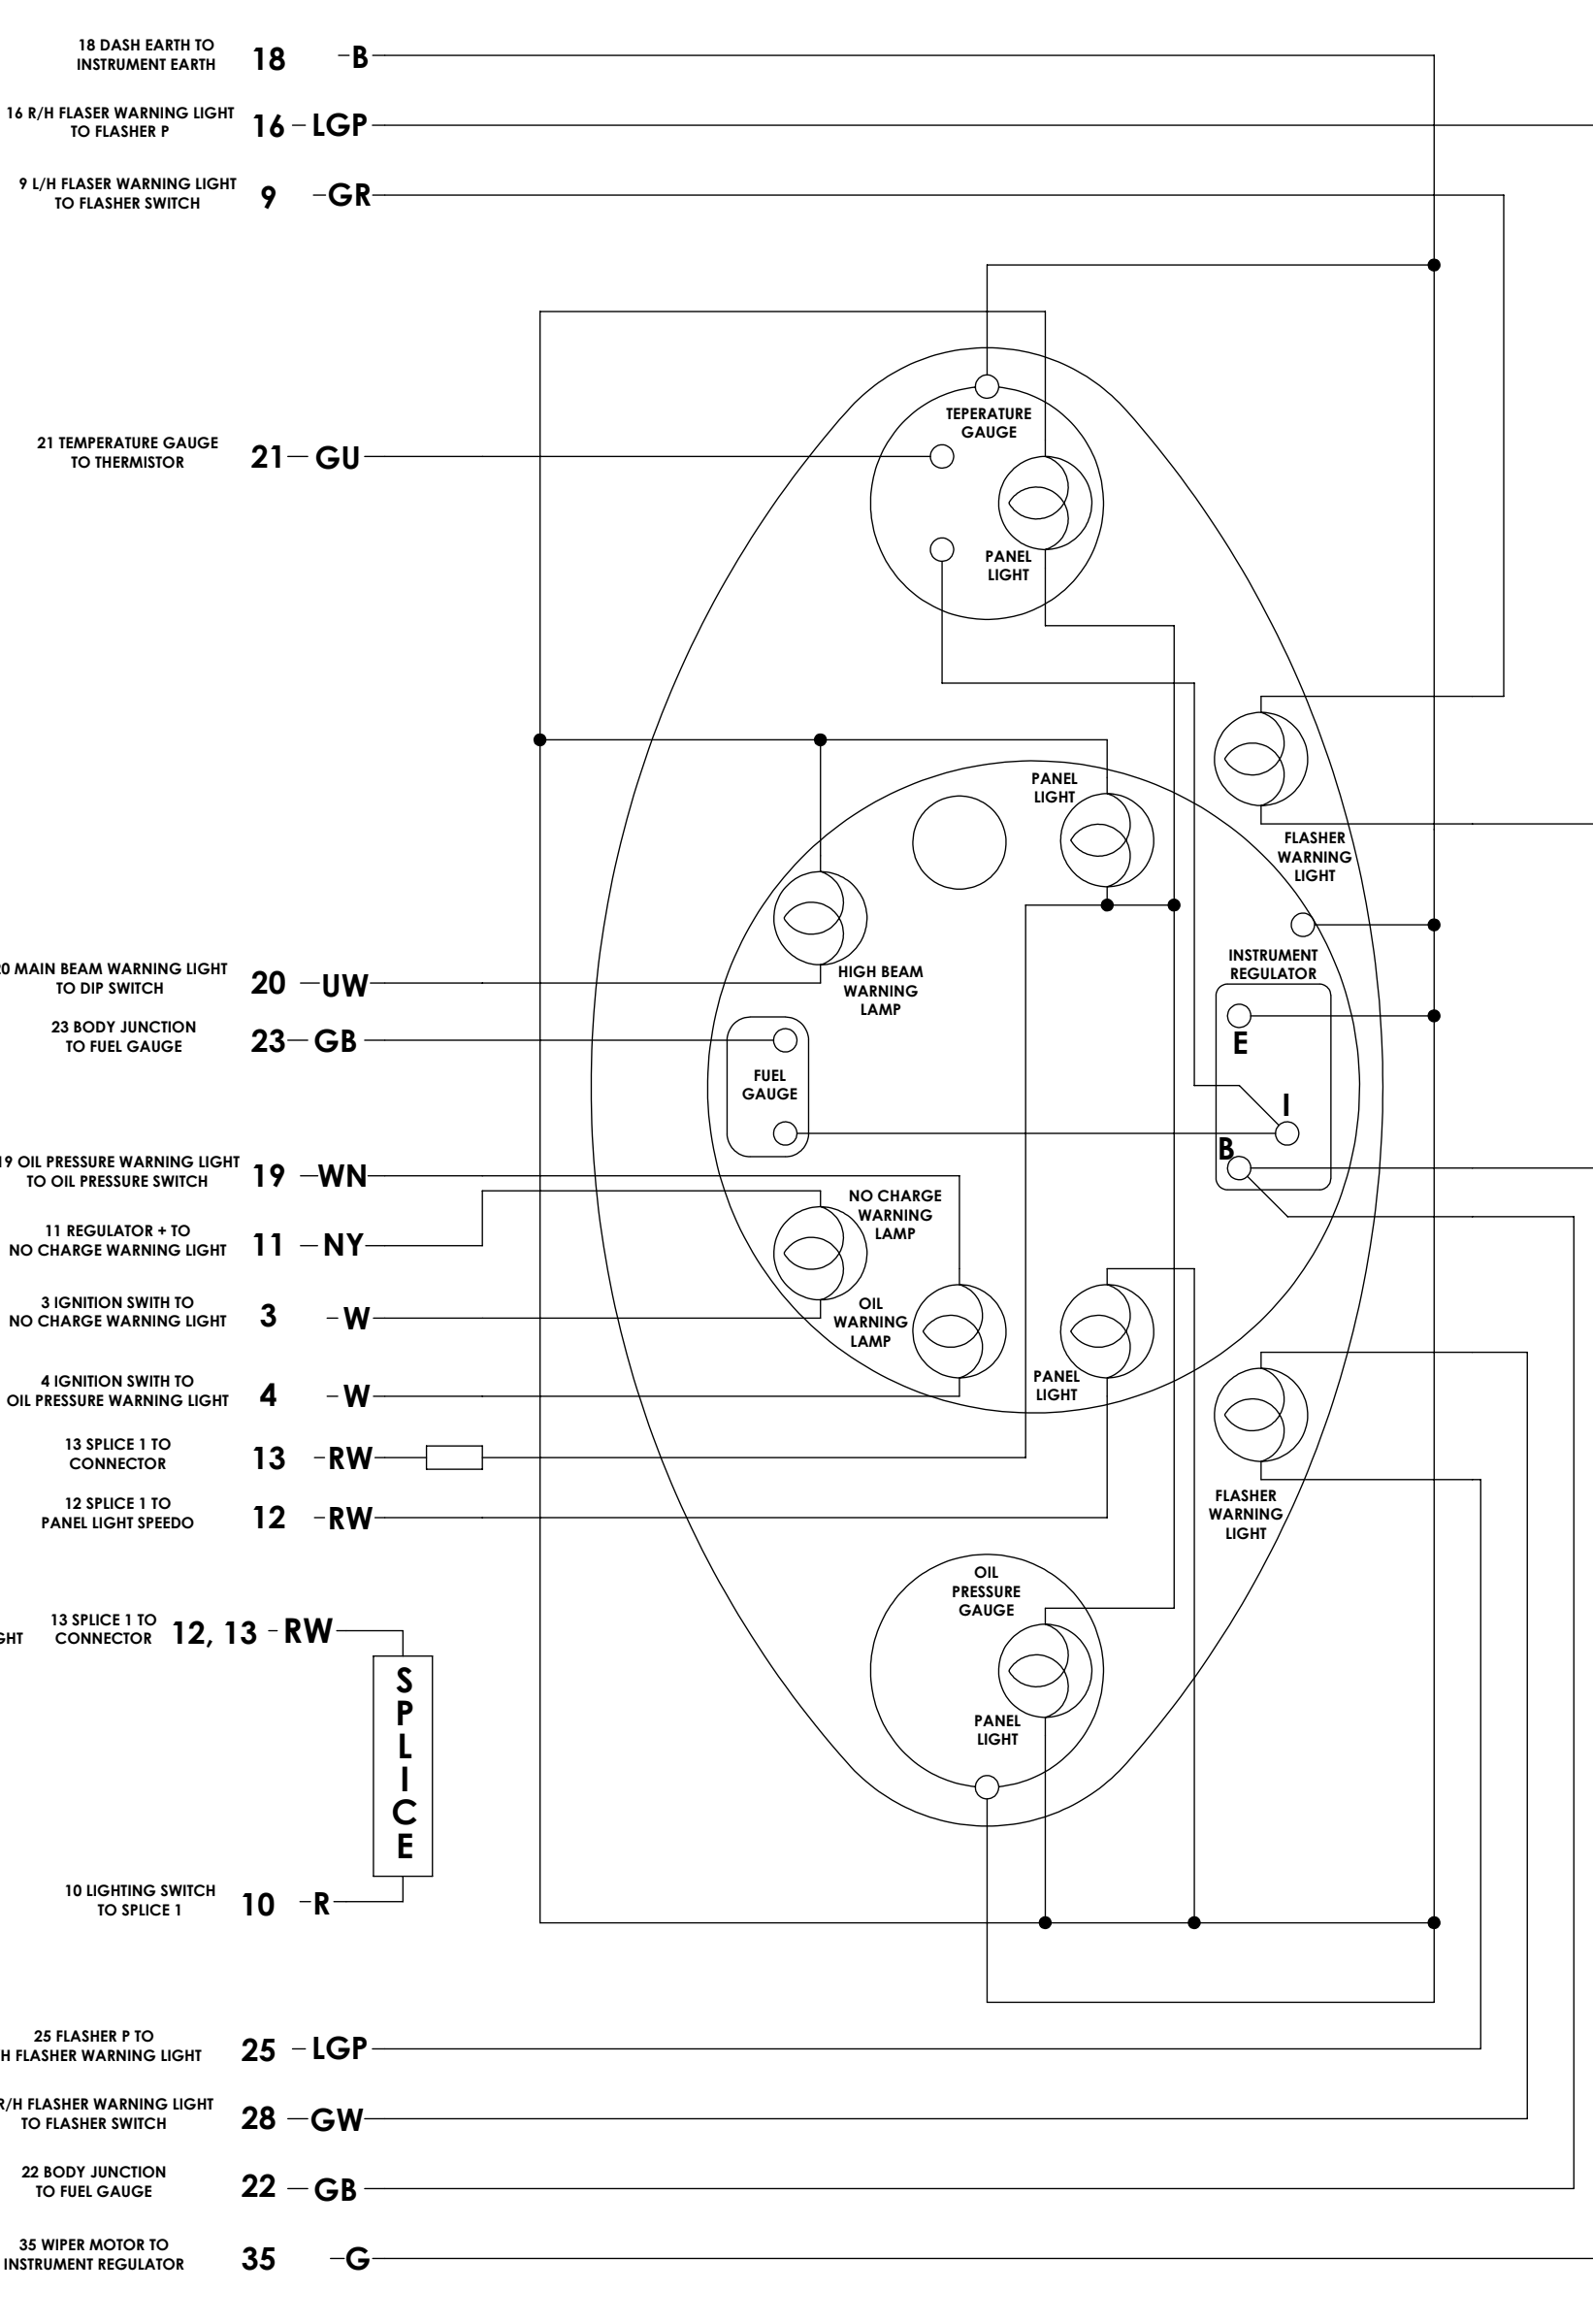 18 DASH EARTH TO
INSTRUMENT EARTH
18
B
16 R/H FLASER WARNING LIGHT
TO FLASHER P
16
LGP
9 L/H FLASER WARNING LIGHT
TO FLASHER SWITCH
9
GR
TEPERATURE
GAUGE
21 TEMPERATURE GAUGE
TO THERMISTOR
21
GU
PANEL
LIGHT
PANEL
LIGHT
FLASHER
WARNING
LIGHT
INSTRUMENT
REGULATOR
20 MAIN BEAM WARNING LIGHT
TO DIP SWITCH
20
UW
HIGH BEAM
WARNING
LAMP
23 BODY JUNCTION
TO FUEL GAUGE
23
GB
E
FUEL
GAUGE
I
B
19 OIL PRESSURE WARNING LIGHT
TO OIL PRESSURE SWITCH
19
WN
NO CHARGE
WARNING
LAMP
11 REGULATOR + TO
NO CHARGE WARNING LIGHT
11
NY
3 IGNITION SWITH TO
NO CHARGE WARNING LIGHT
3
W
OIL
WARNING
LAMP
4 IGNITION SWITH TO
OIL PRESSURE WARNING LIGHT
4
W
PANEL
LIGHT
13 SPLICE 1 TO
CONNECTOR
13
RW
12 SPLICE 1 TO
PANEL LIGHT SPEEDO
12
RW
FLASHER
WARNING
LIGHT
OIL
PRESSURE
GAUGE
GHT
13 SPLICE 1 TO
CONNECTOR
12, 13
RW
SPLICE
PANEL
LIGHT
10 LIGHTING SWITCH
TO SPLICE 1
10
R
25 FLASHER P TO
H FLASHER WARNING LIGHT
25
LGP
R/H FLASHER WARNING LIGHT
TO FLASHER SWITCH
28
GW
22 BODY JUNCTION
TO FUEL GAUGE
22
GB
35 WIPER MOTOR TO
INSTRUMENT REGULATOR
35
G